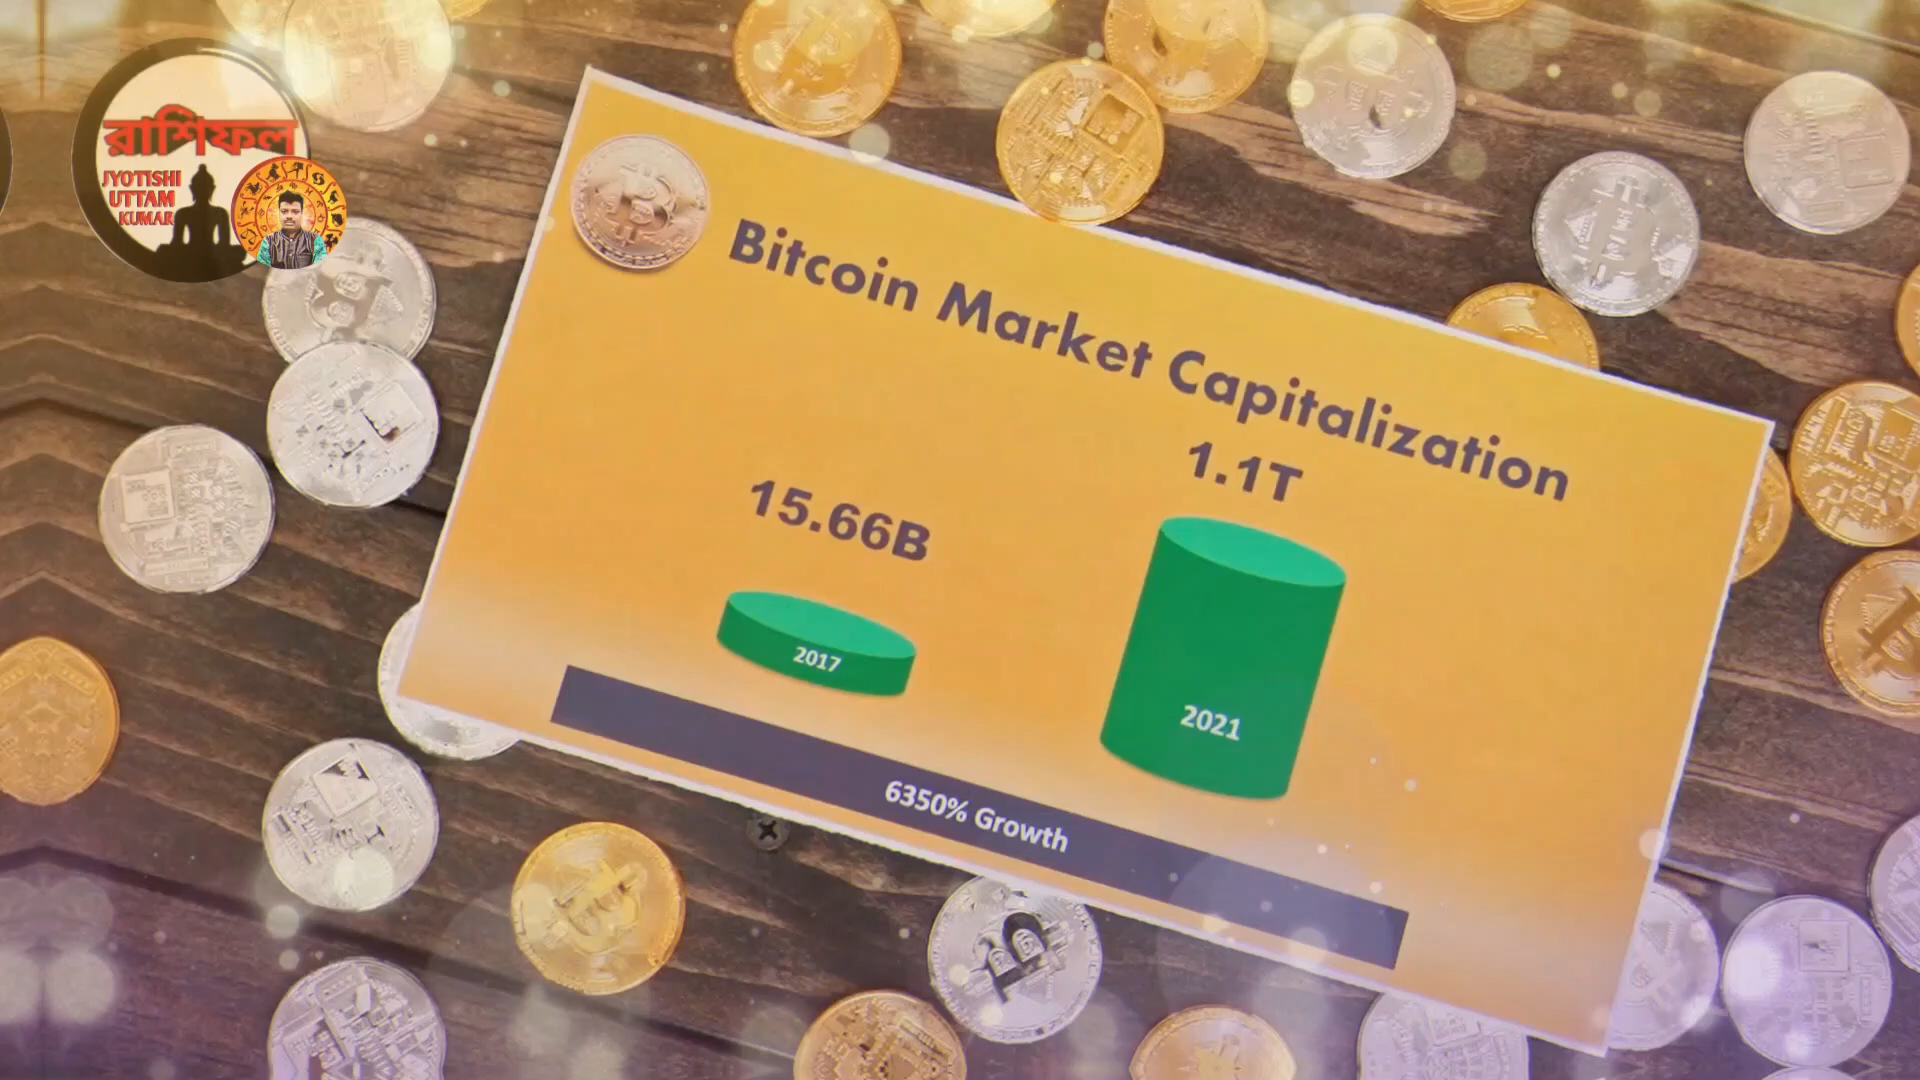 রাশিফল
JYOTISHI
UTTAM
KUMAR
Bitcoin Market Capitalization
15.66B
1.1T
2017
2021
6350% Growth